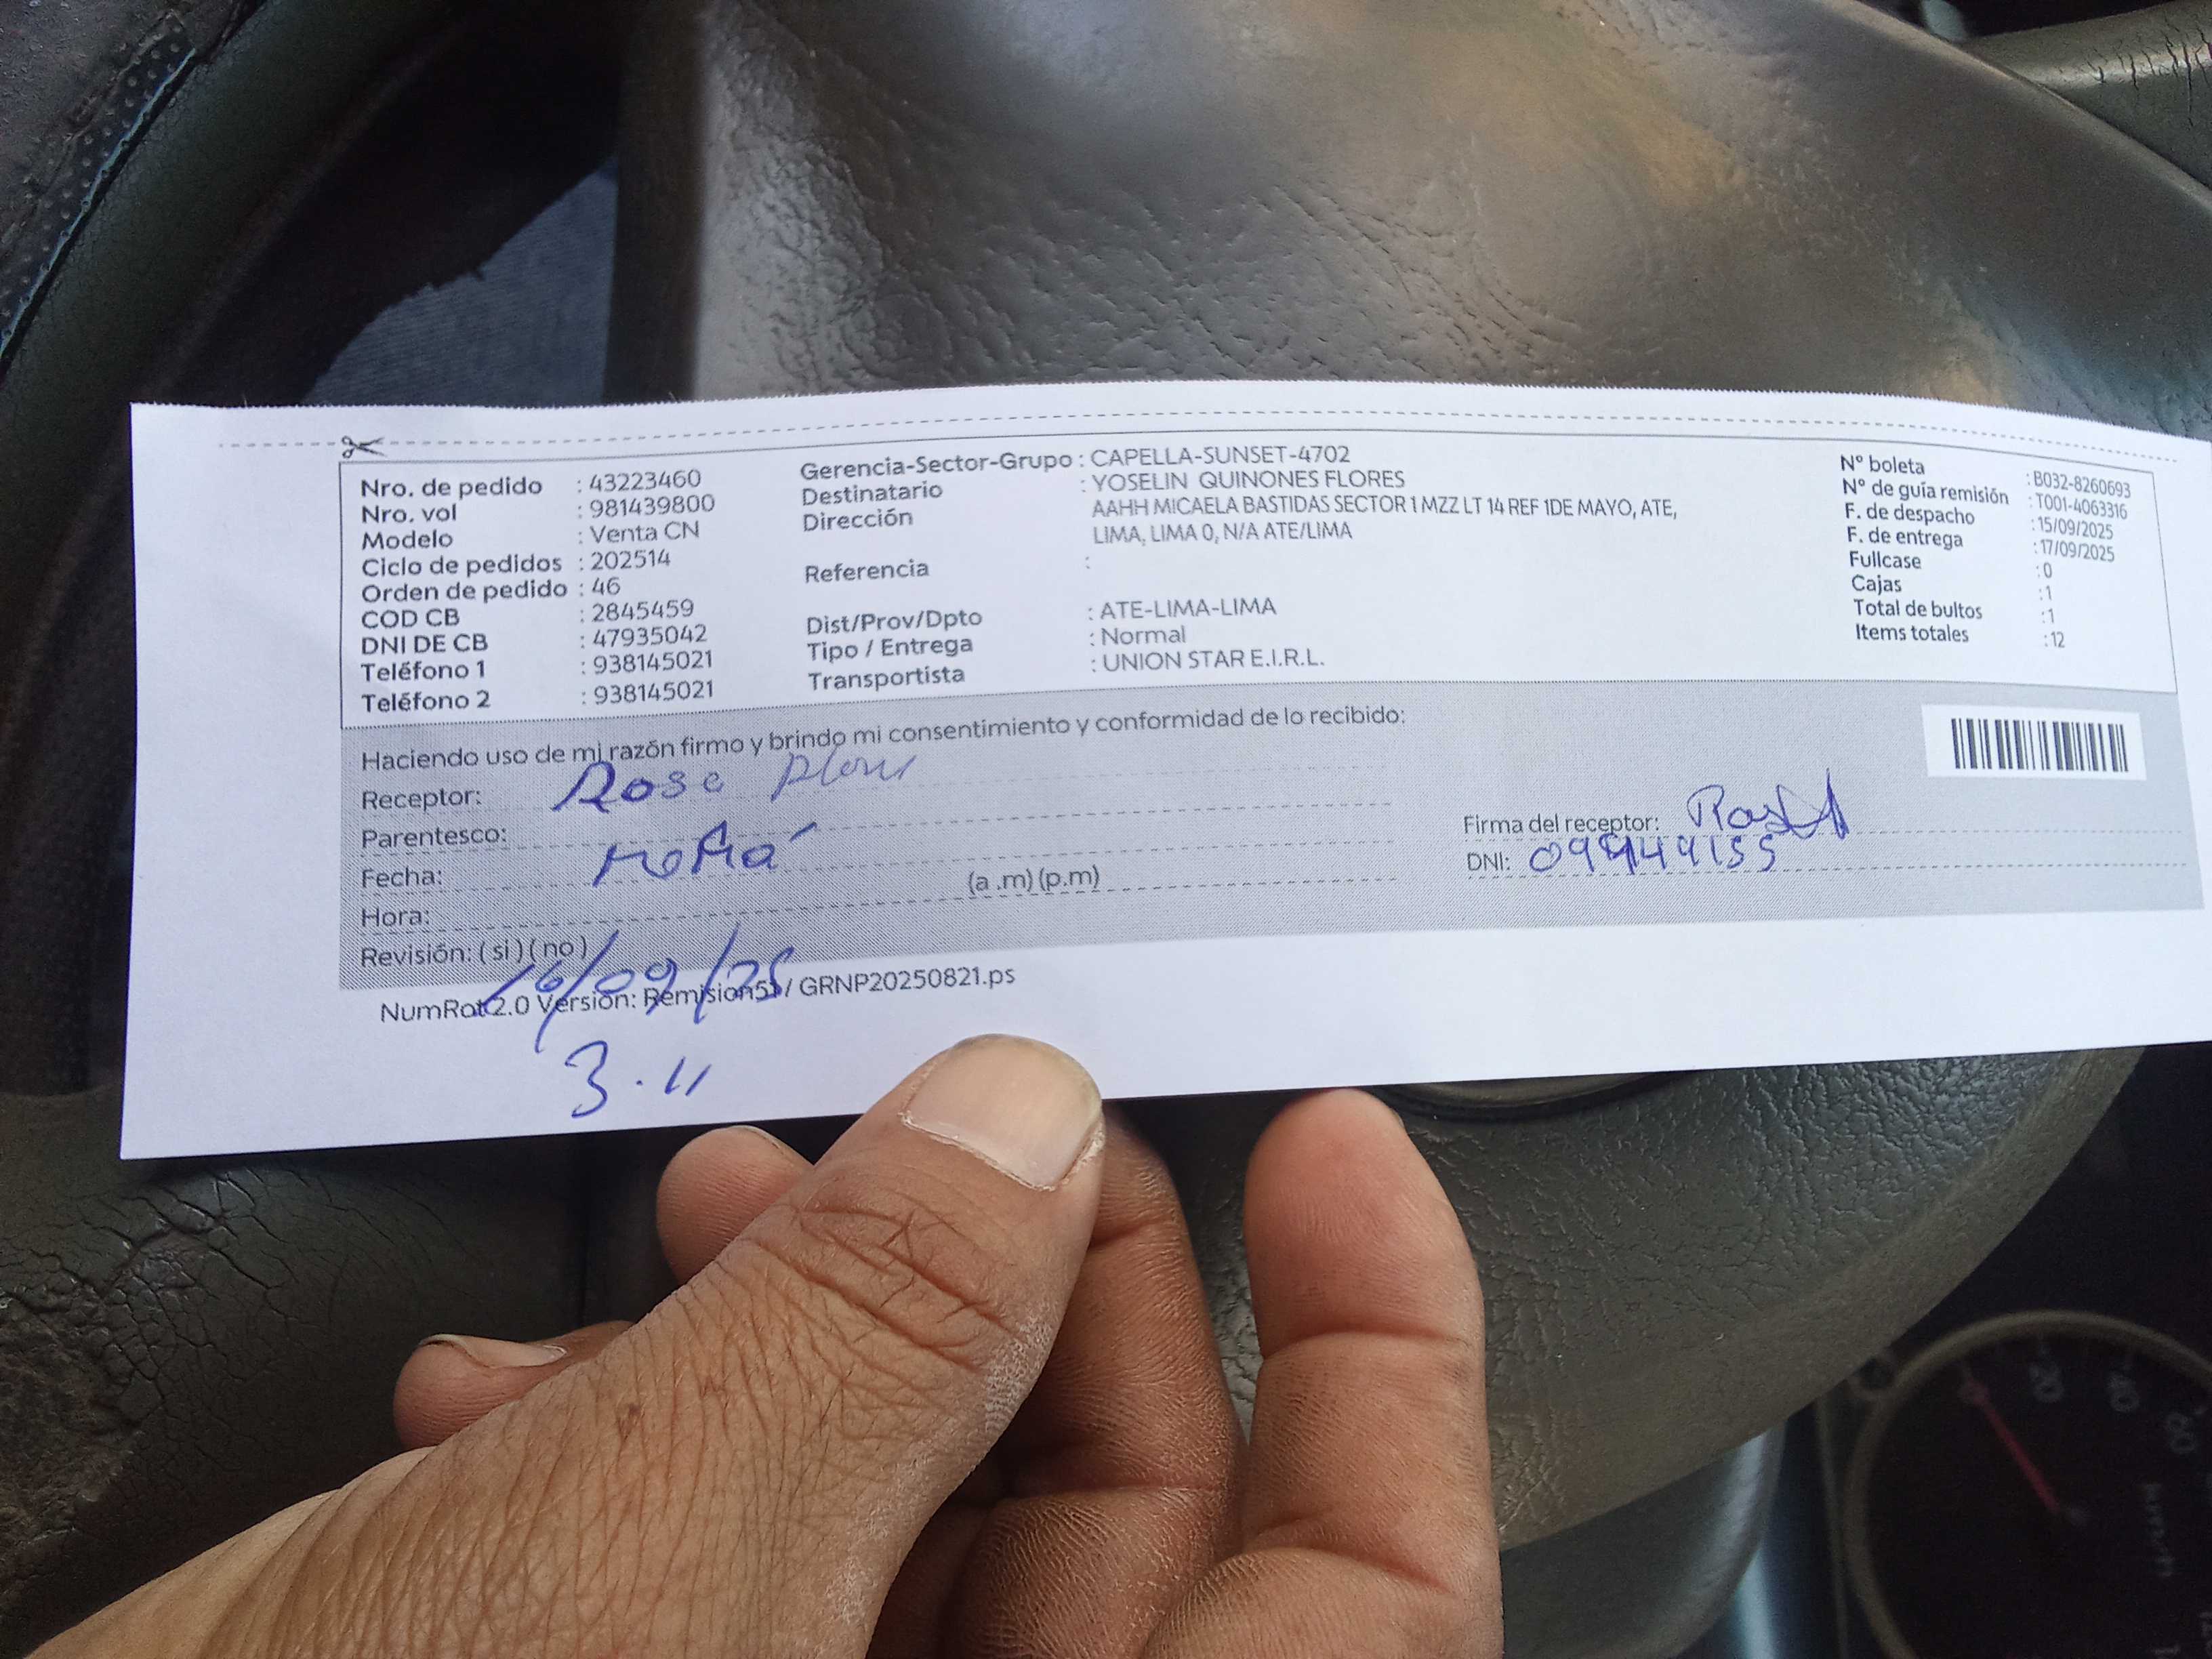 Nro. de pedido : 43223460
Nro. vol : 981439800
Modelo : Venta CN
Ciclo de pedidos : 202514
Orden de pedido : 46
COD CB : 2845459
DNI DE CB : 47935042
Teléfono 1 : 938145021
Teléfono 2 : 938145021
Gerencia-Sector-Grupo : CAPELLA-SUNSET-4702
Destinatario : YOSELIN QUINONES FLORES
Dirección AAHH MICAELA BASTIDAS SECTOR 1 MZZ LT 14 REF 1DE MAYO, ATE,
LIMA, LIMA 0, N/A ATE/LIMA
Referencia :
Dist/Prov/Dpto : ATE-LIMA-LIMA
Tipo / Entrega : Normal
Transportista : UNION STAR E.I.R.L.
N° boleta : B032-8260693
N° de guía remisión : T001-4063316
F. de despacho : 15/09/2025
F. de entrega : 17/09/2025
Fullcase : 0
Cajas : 1
Total de bultos : 1
Items totales : 12
Haciendo uso de mi razón firmo y brindo mi consentimiento y conformidad de lo recibido:
Receptor: Rosa
Parentesco:
Fecha:
(a .m) (p.m)
Hora:
Revisión: ( si ) ( no )
Firma del receptor:
DNI:
16/09/25
NumRot 2.0 Version: Remision51 / GRNP20250821.ps
3.11
20
40
60